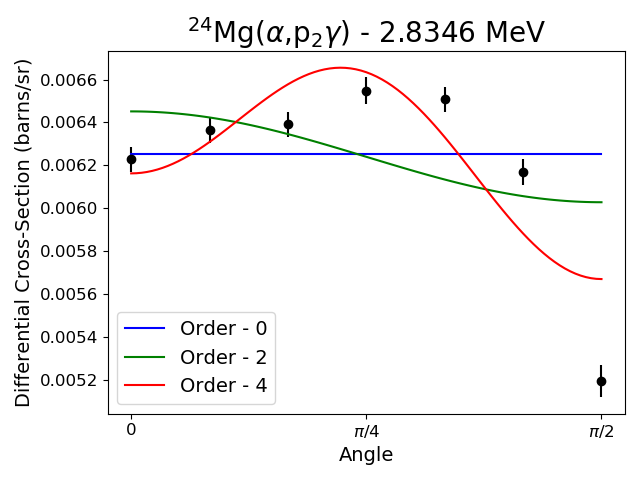 ²⁴Mg(α,p₂γ) - 2.8346 MeV
Differential Cross-Section (barns/sr)
0.0066
0.0064
0.0062
0.0060
0.0058
0.0056
0.0054
0.0052
Order - 0
Order - 2
Order - 4
0
π/4
π/2
Angle